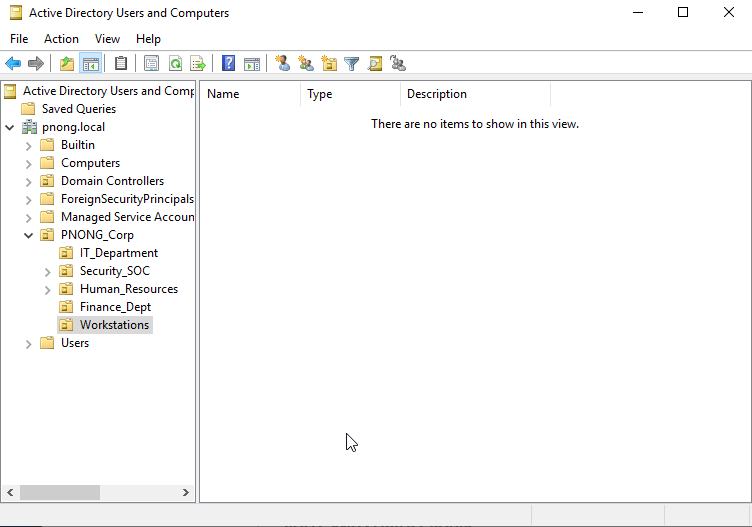 Active Directory Users and Computers
File Action View Help
Active Directory Users and Comp
Saved Queries
pnong.local
Builtin
Computers
Domain Controllers
ForeignSecurityPrincipals
Managed Service Accoun
PNONG_Corp
IT_Department
Security_SOC
Human_Resources
Finance_Dept
Workstations
Users
Name Type Description
There are no items to show in this view.